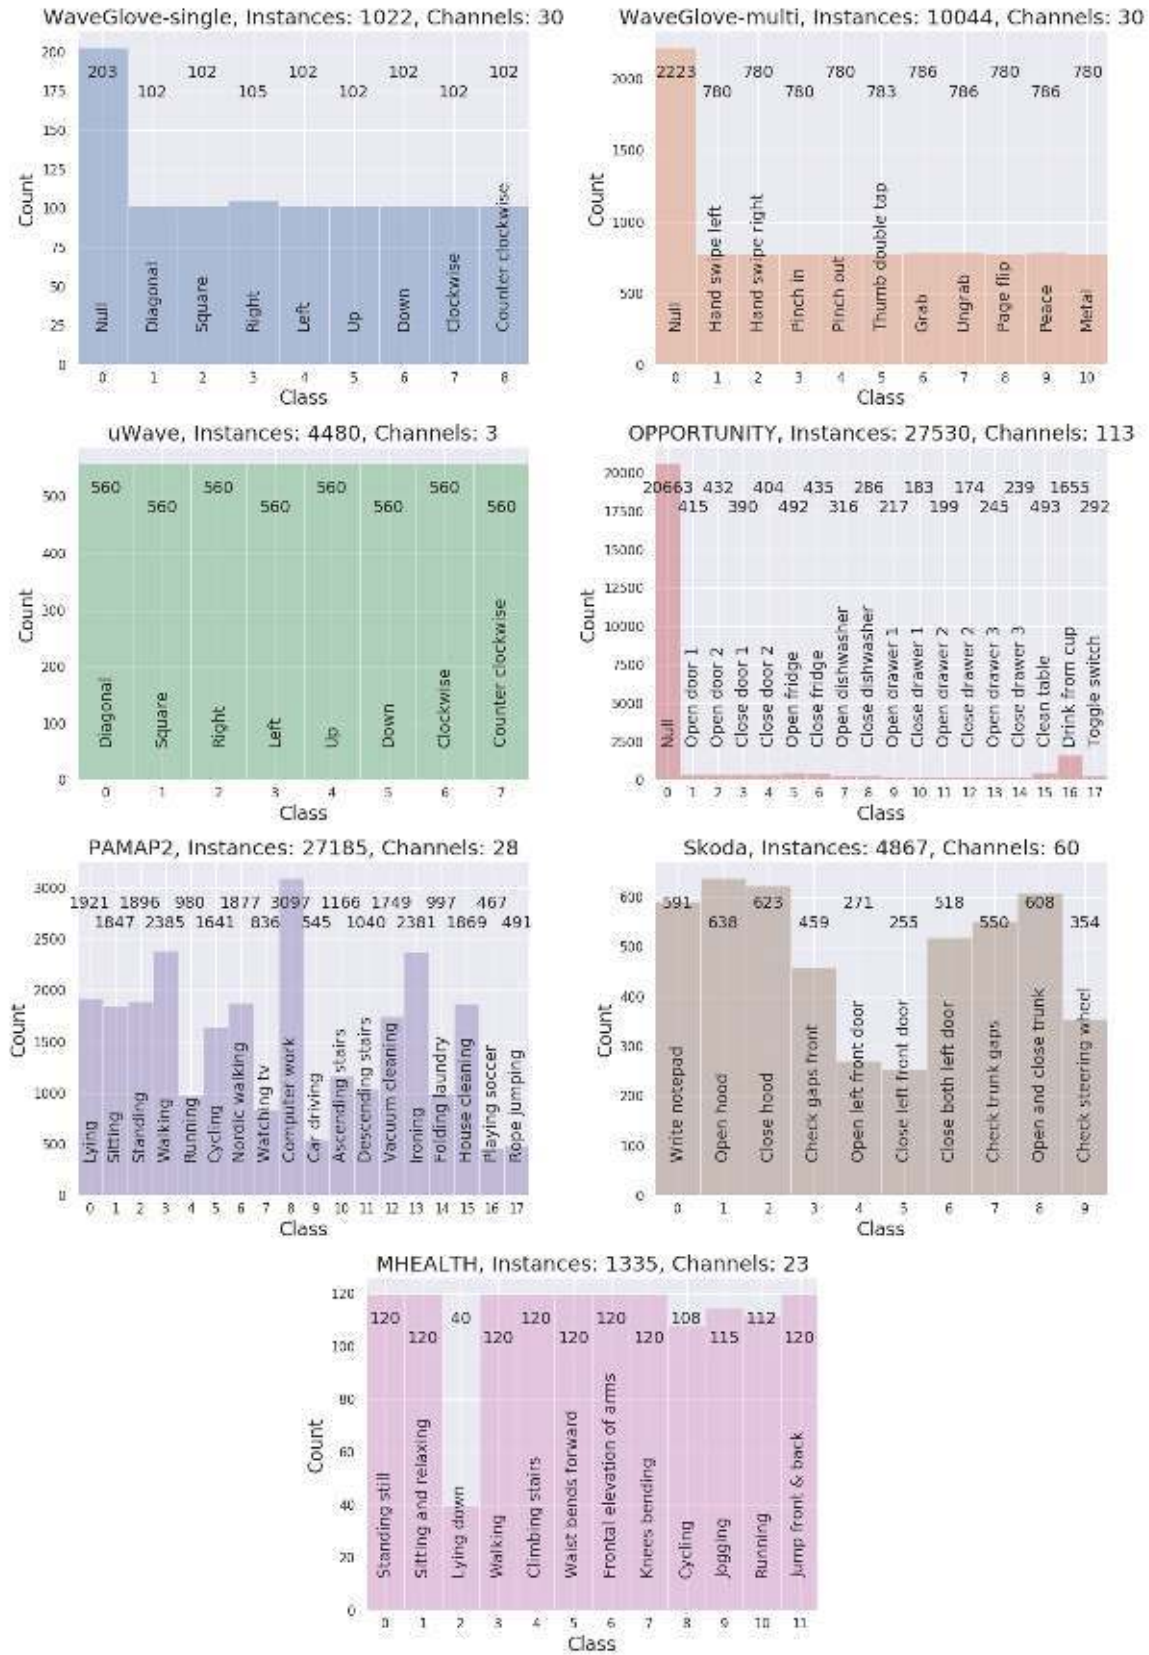 WaveGlove-single, Instances: 1022, Channels: 30
200
175
150
125
100
75
50
25
0
Count
203 102 102 105 102 102 102 102 102
Null Diagonal Square Right Left Up Down Clockwise Counter clockwise
0 1 2 3 4 5 6 7 8
Class
WaveGlove-multi, Instances: 10044, Channels: 30
2000
1500
1000
500
0
Count
2223 780 780 780 780 783 786 786 780 786 780
Null Hand swipe left Hand swipe right Pinch in Pinch out Thumb double tap Grab Ungrab Page flip Peace Metal
0 1 2 3 4 5 6 7 8 9 10
Class
uWave, Instances: 4480, Channels: 3
500
400
300
200
100
0
Count
560 560 560 560 560 560 560 560
Diagonal Square Right Left Up Down Clockwise Counter clockwise
0 1 2 3 4 5 6 7
Class
OPPORTUNITY, Instances: 27530, Channels: 113
20000
17500
15000
12500
10000
7500
5000
2500
0
Count
20663 415 432 390 404 492 435 316 286 217 183 199 174 245 239 493 1655 292
Null Open door 1 Open door 2 Close door 1 Close door 2 Open fridge Close fridge Open dishwasher Close dishwasher Open drawer 1 Close drawer 1 Open drawer 2 Close drawer 2 Open drawer 3 Close drawer 3 Clean table Drink from cup Toggle switch
0 1 2 3 4 5 6 7 8 9 10 11 12 13 14 15 16 17
Class
PAMAP2, Instances: 27185, Channels: 28
3000
2500
2000
1500
1000
500
0
Count
1921 1847 1896 2385 980 1641 1877 836 3097 545 1166 1040 1749 2381 997 1869 467 491
Lying Sitting Standing Walking Running Cycling Nordic walking Watching tv Computer work Car driving Ascending stairs Descending stairs Vacuum cleaning Ironing Folding laundry House cleaning Playing soccer Rope jumping
0 1 2 3 4 5 6 7 8 9 10 11 12 13 14 15 16 17
Class
Skoda, Instances: 4867, Channels: 60
600
500
400
300
200
100
0
Count
591 638 623 459 271 255 518 550 608 354
Write notepad Open hood Close hood Check gaps front Open left front door Close left front door Close both left door Check trunk gaps Open and close trunk Check steering wheel
0 1 2 3 4 5 6 7 8 9
Class
MHEALTH, Instances: 1335, Channels: 23
120
100
80
60
40
20
0
Count
120 120 40 120 120 120 120 120 108 115 112 120
Standing still Sitting and relaxing Lying down Walking Climbing stairs Waist bends forward Frontal elevation of arms Knees bending Cycling Jogging Running Jump front & back
0 1 2 3 4 5 6 7 8 9 10 11
Class